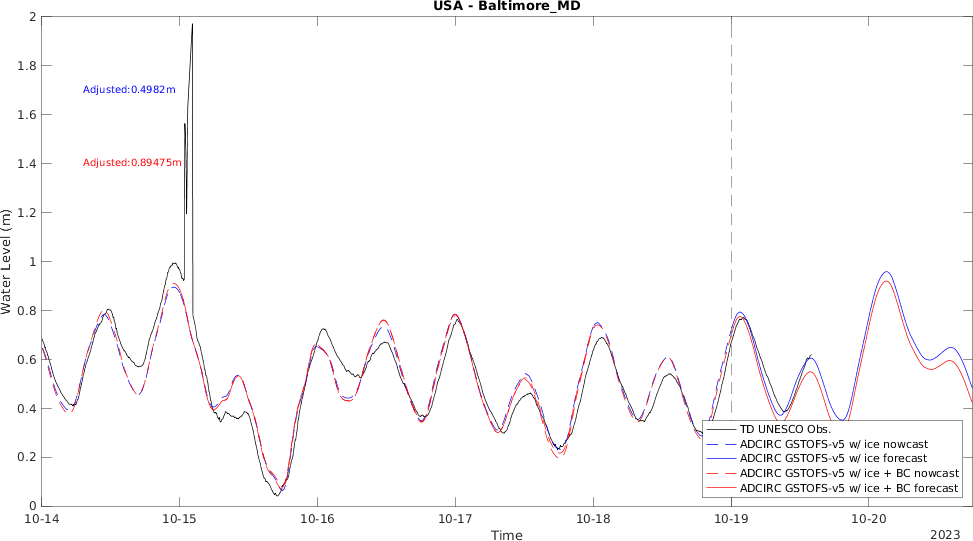 USA - Baltimore_MD
2
1.8
1.6
1.4
1.2
1
0.8
0.6
0.4
0.2
0
Water Level (m)
Adjusted:0.4982m
Adjusted:0.89475m
TD UNESCO Obs.
ADCIRC GSTOFS-v5 w/ ice nowcast
ADCIRC GSTOFS-v5 w/ ice forecast
ADCIRC GSTOFS-v5 w/ ice + BC nowcast
ADCIRC GSTOFS-v5 w/ ice + BC forecast
10-14 10-15 10-16 10-17 10-18 10-19 10-20
Time
2023